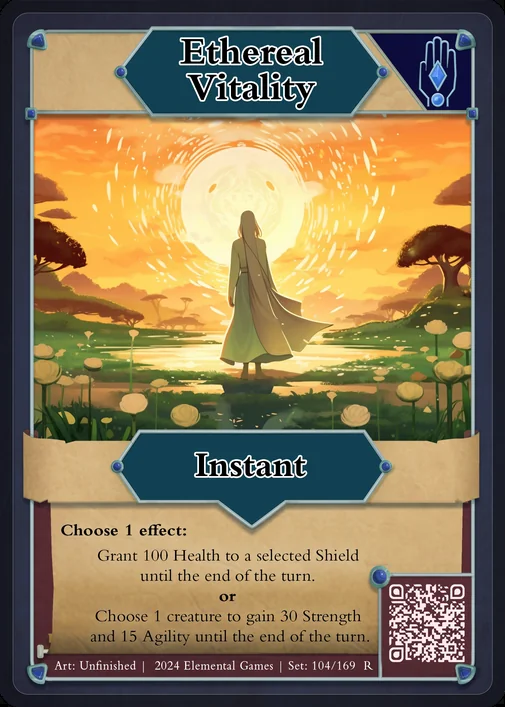 Ethereal
Vitality
Instant
Choose 1 effect:
Grant 100 Health to a selected Shield
until the end of the turn.
or
Choose 1 creature to gain 30 Strength
and 15 Agility until the end of the turn.
Art: Unfinished | 2024 Elemental Games | Set: 104/169 R